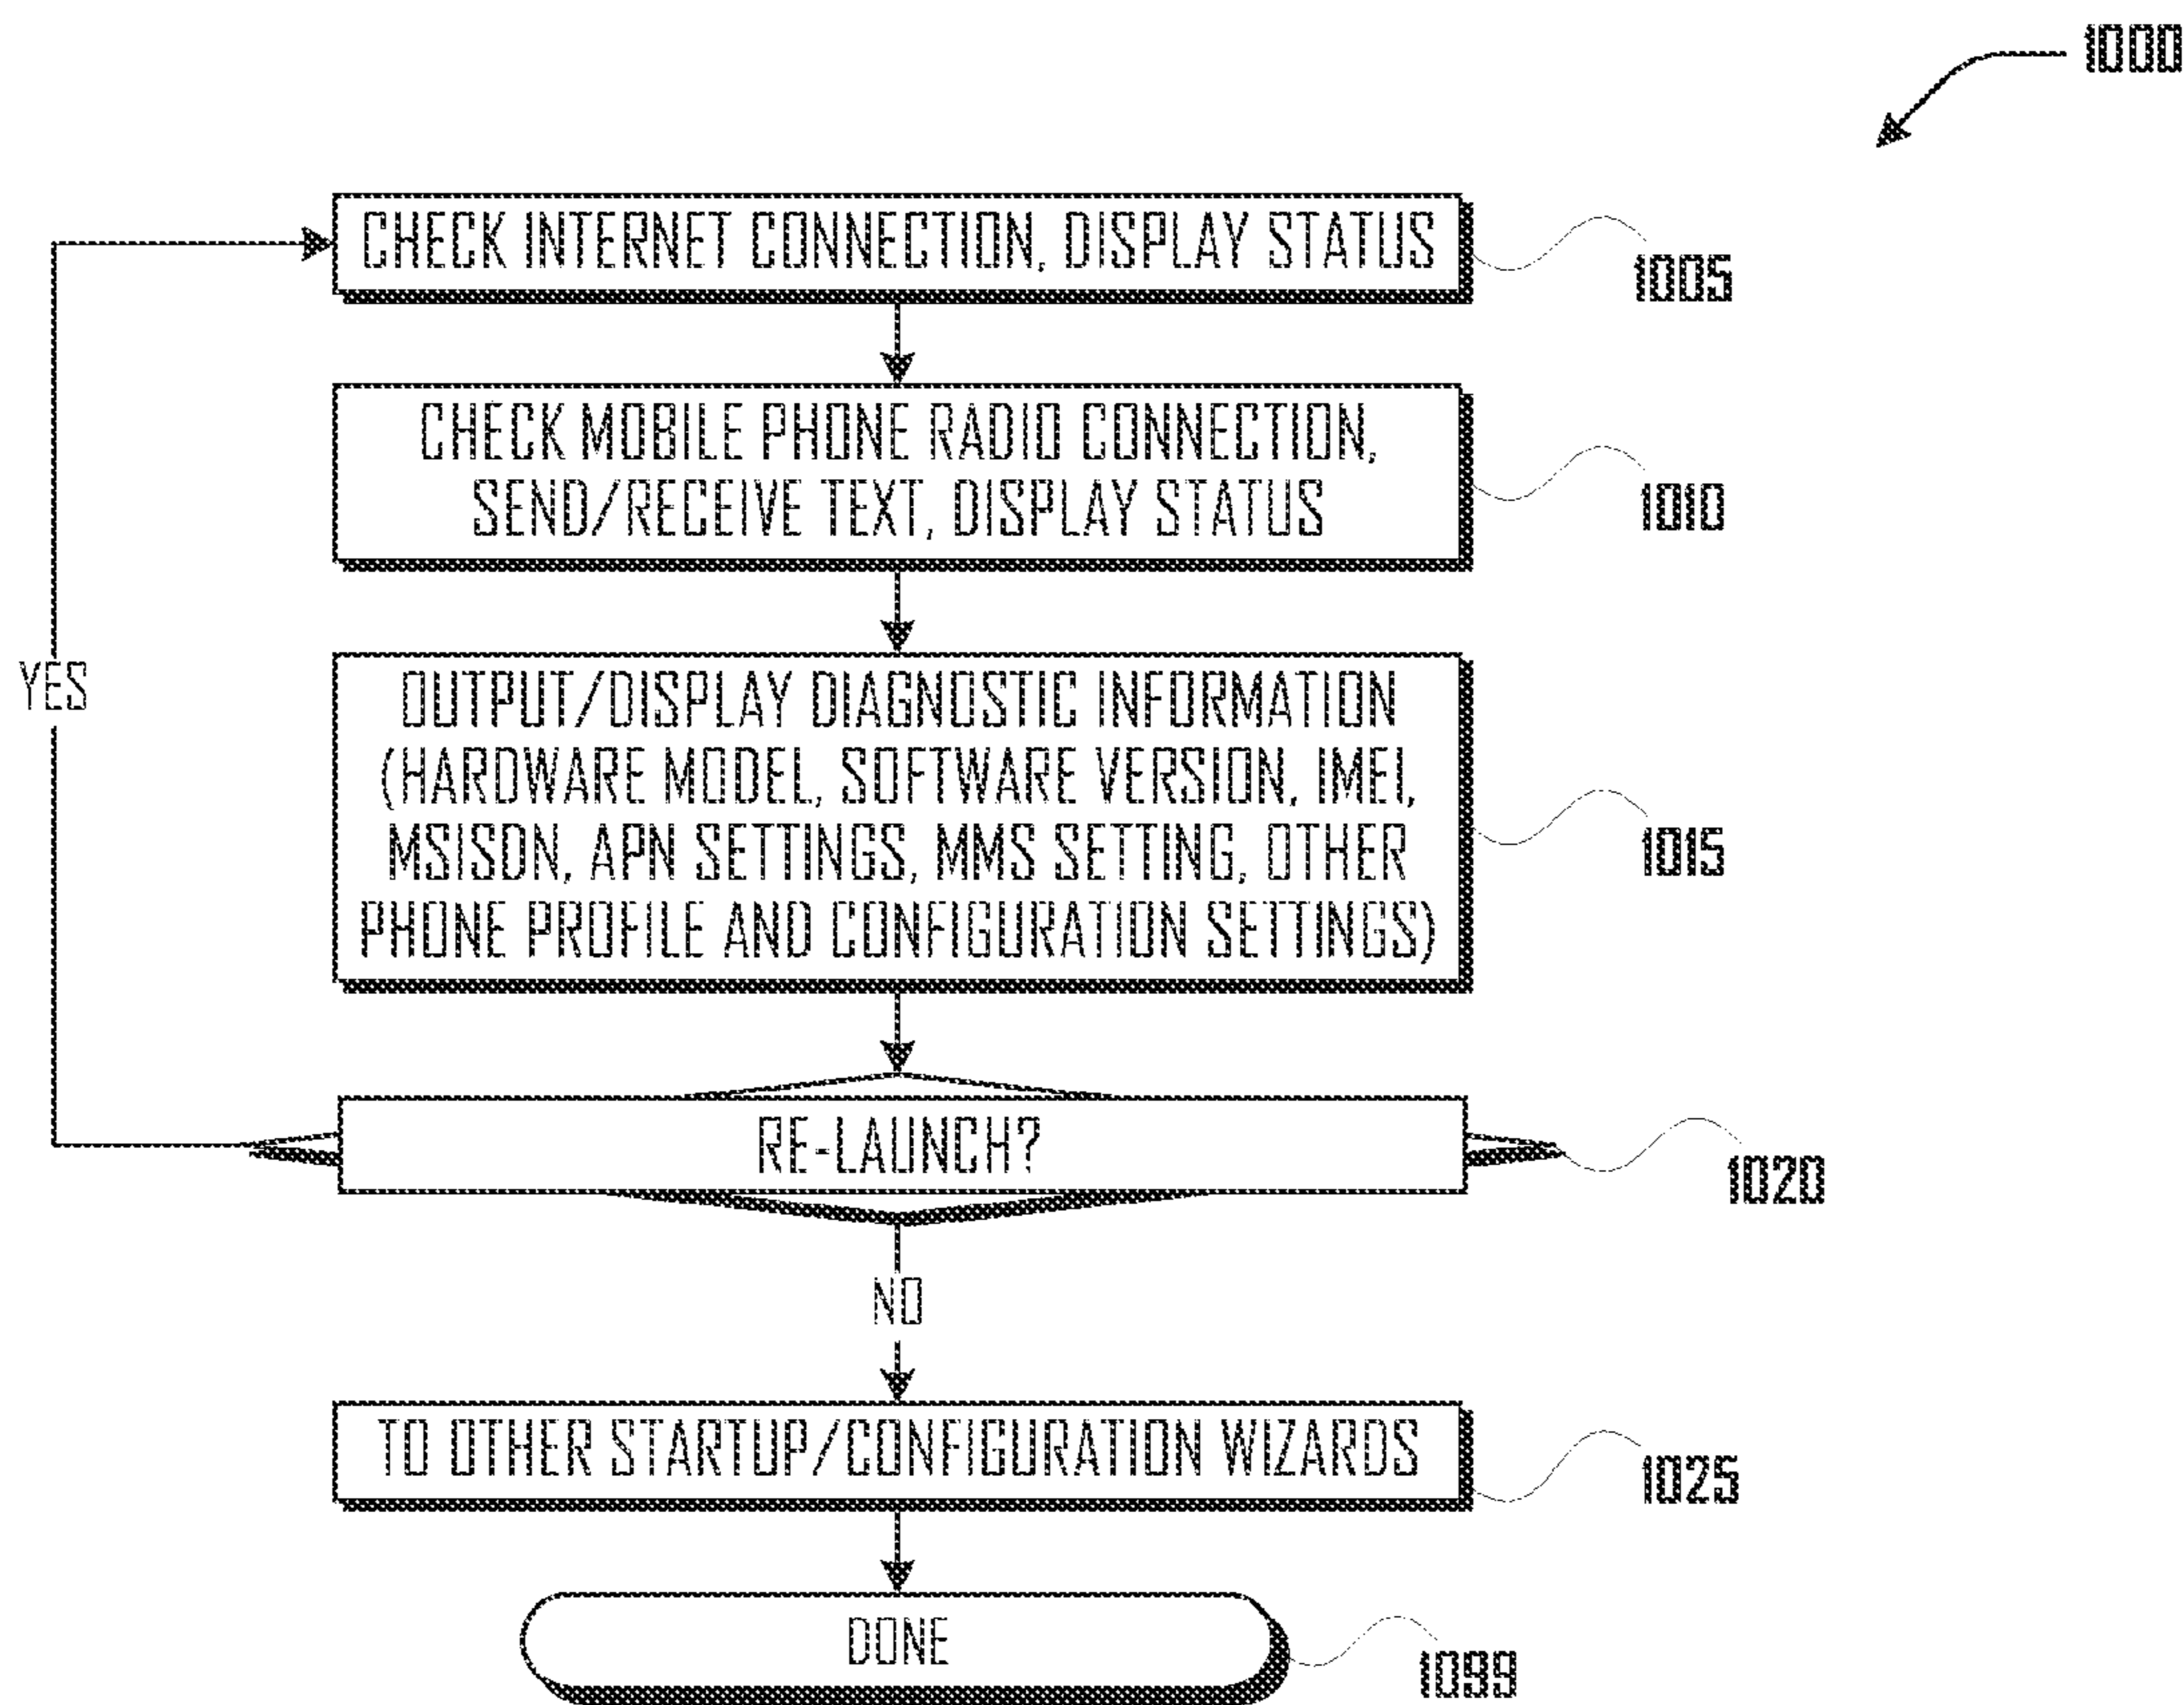 1000
CHECK INTERNET CONNECTION, DISPLAY STATUS
1005
CHECK MOBILE PHONE RADIO CONNECTION,
SEND/RECEIVE TEXT, DISPLAY STATUS
1010
YES
OUTPUT/DISPLAY DIAGNOSTIC INFORMATION
(HARDWARE MODEL, SOFTWARE VERSION, IMEI,
MSISDN, APN SETTINGS, MMS SETTING, OTHER
PHONE PROFILE AND CONFIGURATION SETTINGS)
1015
RE-LAUNCH?
1020
NO
TO OTHER STARTUP/CONFIGURATION WIZARDS
1025
DONE
1099